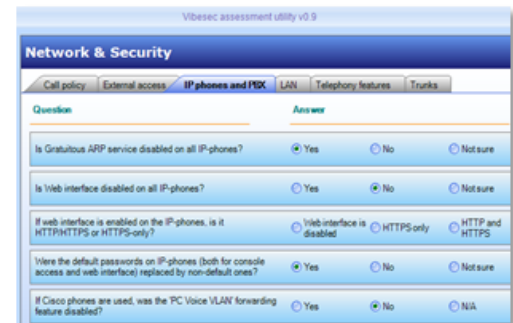 Vibesec assessment utility v0.9
Network & Security
Call policy External access IP phones and PBX LAN Telephony features Trunks
Question Answer
Is Gratuitous ARP service disabled on all IP-phones? Yes No Not sure
Is Web interface disabled on all IP-phones? Yes No Not sure
If web interface is enabled on the IP-phones, is it Web interface is HTTPS only HTTP and
HTTP/HTTPS or HTTPS-only? disabled HTTPS
Were the default passwords on IP-phones (both for console Yes No Not sure
access and web interface) replaced by non-default ones?
If Cisco phones are used, was the 'PC Voice VLAN' forwarding Yes No N/A
feature disabled?